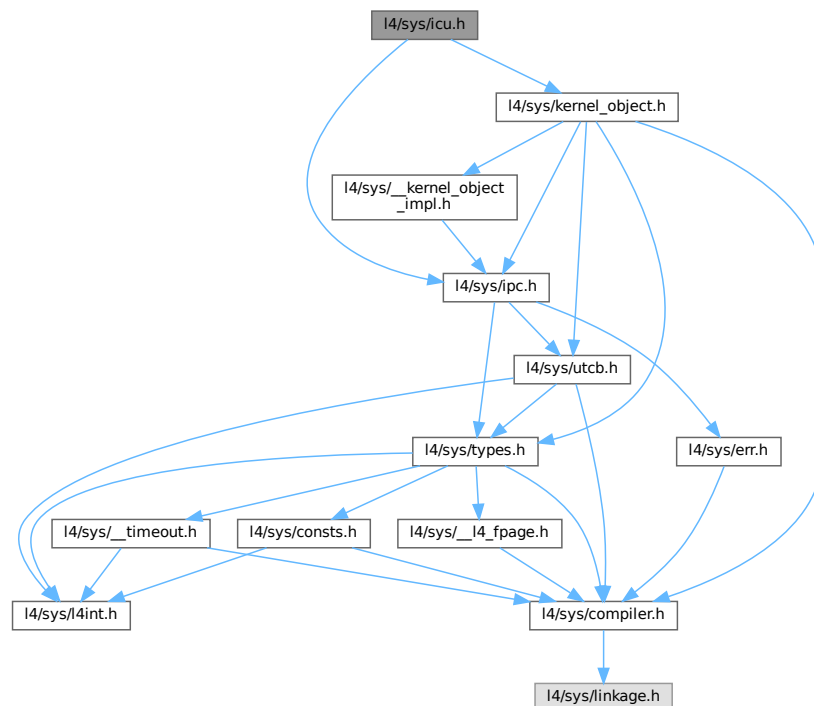 l4/sys/icu.h
l4/sys/kernel_object.h
l4/sys/__kernel_object
_impl.h
l4/sys/ipc.h
l4/sys/utcb.h
l4/sys/types.h
l4/sys/err.h
l4/sys/__timeout.h
l4/sys/consts.h
l4/sys/__l4_fpage.h
l4/sys/l4int.h
l4/sys/compiler.h
l4/sys/linkage.h